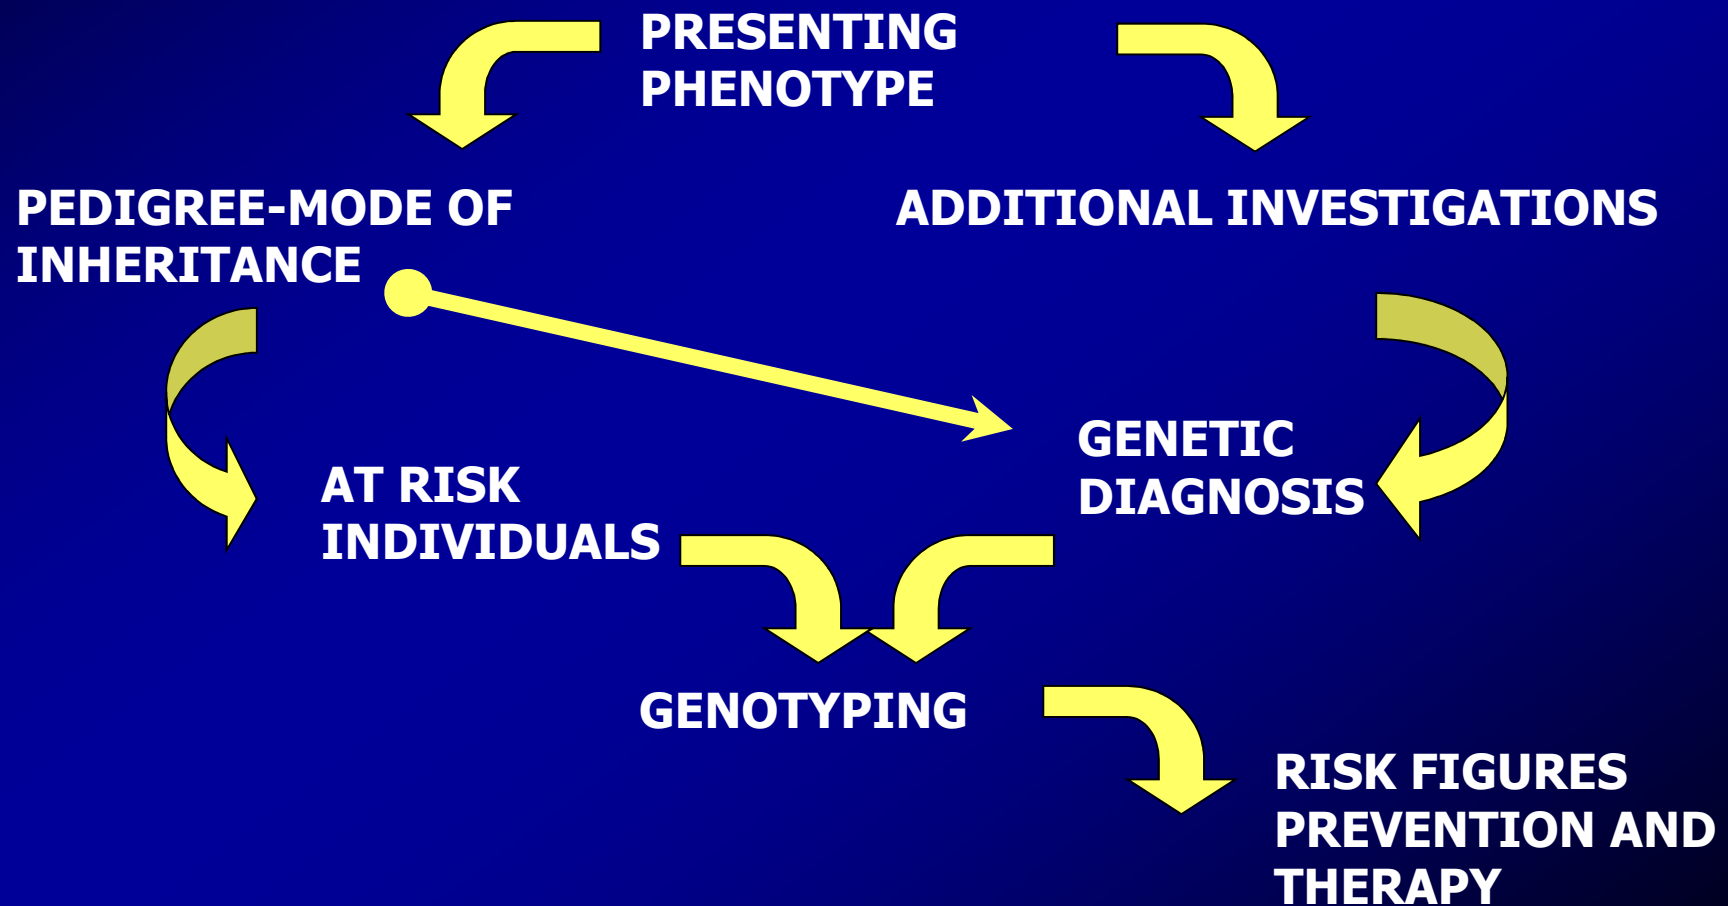 PRESENTING
PHENOTYPE
PEDIGREE-MODE OF
INHERITANCE
ADDITIONAL INVESTIGATIONS
AT RISK
INDIVIDUALS
GENETIC
DIAGNOSIS
GENOTYPING
RISK FIGURES
PREVENTION AND
THERAPY